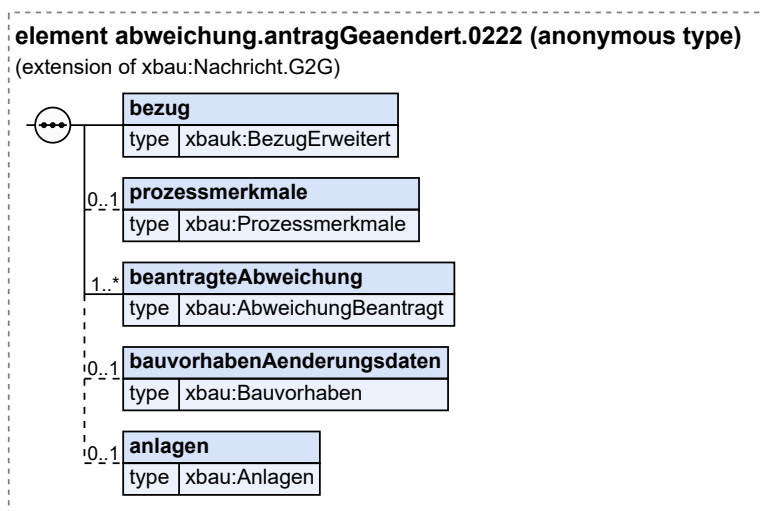 element abweichung.antragGeaendert.0222 (anonymous type)
(extension of xbau:Nachricht.G2G)
bezug
type xbauk:BezugErweitert
0..1 prozessmerkmale
type xbau:Prozessmerkmale
1..* beantragteAbweichung
type xbau:AbweichungBeantragt
0..1 bauvorhabenAenderungsdaten
type xbau:Bauvorhaben
0..1 anlagen
type xbau:Anlagen